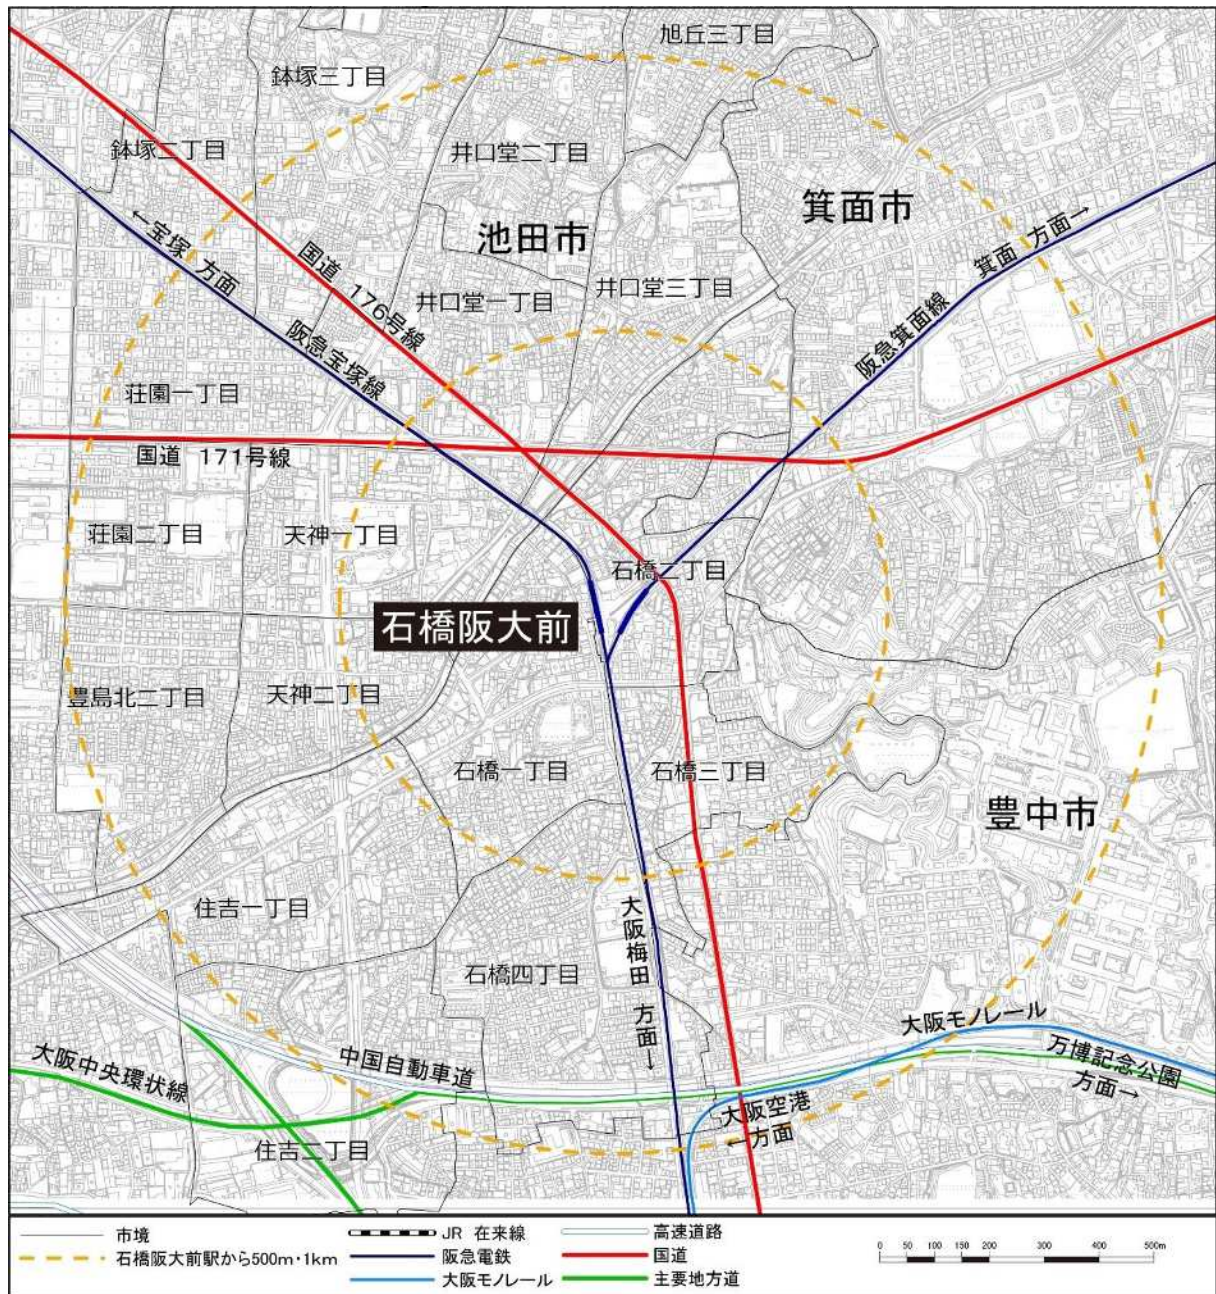 旭丘三丁目
鉢塚三丁目
鉢塚二丁目
井口堂二丁目
箕面市
池田市
←宝塚 方面
国道 176号線
箕面 方面→
井口堂三丁目
井口堂一丁目
阪急宝塚線
阪急箕面線
荘園一丁目
国道 171号線
荘園二丁目
天神一丁目
石橋二丁目
石橋阪大前
豊島北二丁目
天神二丁目
石橋一丁目
石橋三丁目
豊中市
住吉一丁目
大阪梅田 方面→
石橋四丁目
大阪モノレール
万博記念公園
方面→
中国自動車道
大阪中央環状線
大阪空港
←方面
住吉二丁目
市境
石橋阪大前駅から500m・1km
JR 在来線
阪急電鉄
大阪モノレール
高速道路
国道
主要地方道
0 50 100 150 200 300 400 500m